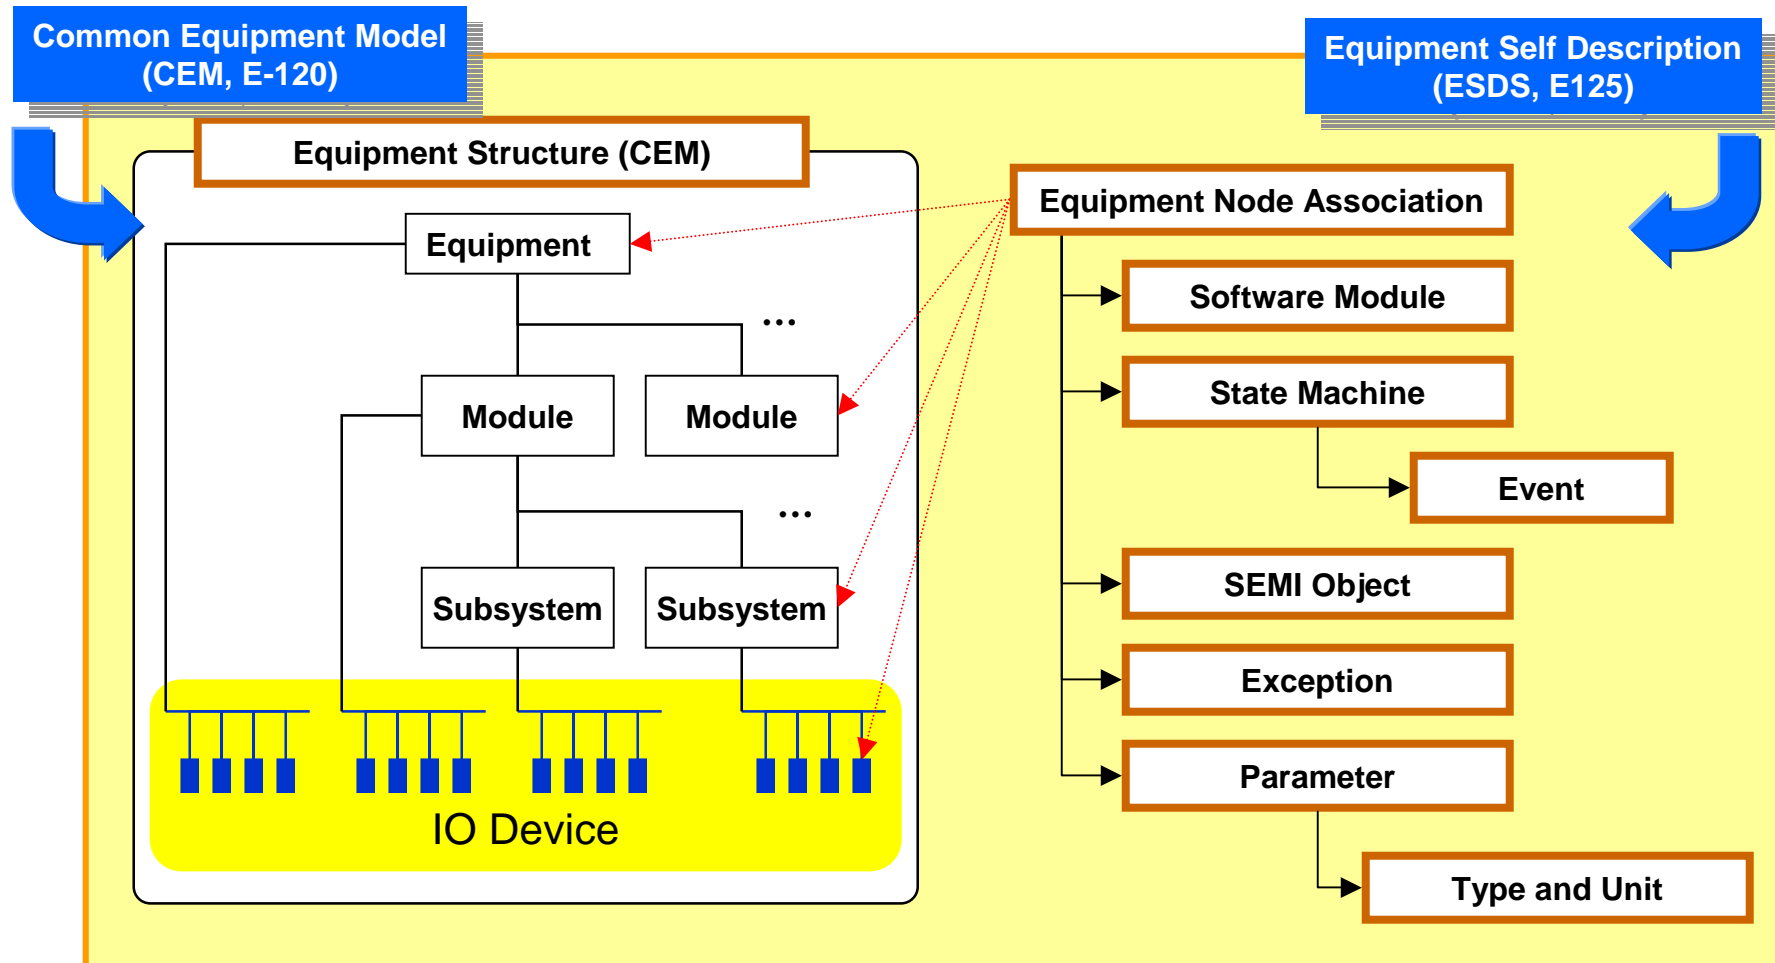 Common Equipment Model
(CEM, E-120)
Equipment Self Description
(ESDS, E125)
Equipment Structure (CEM)
Equipment
...
Module
Module
...
Subsystem
Subsystem
IO Device
Equipment Node Association
Software Module
State Machine
Event
SEMI Object
Exception
Parameter
Type and Unit